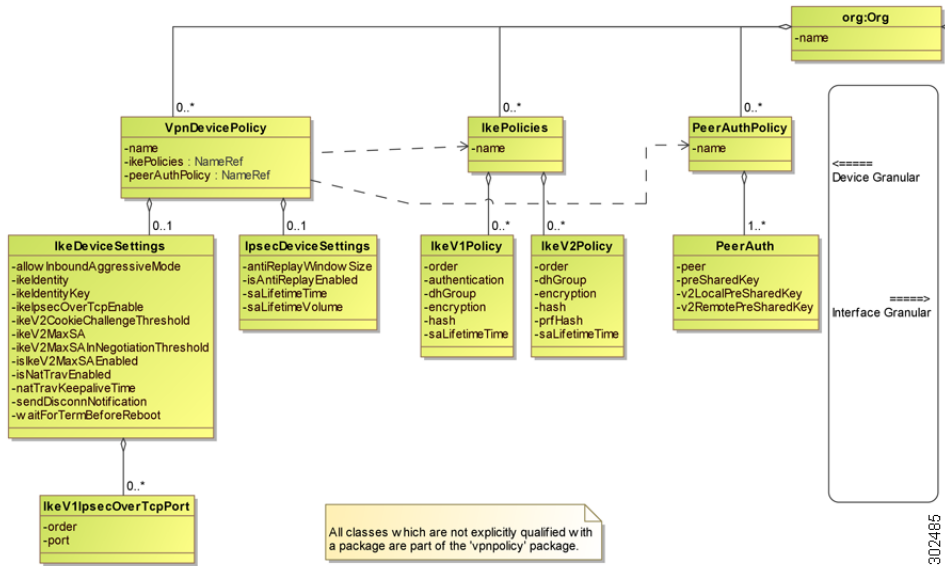 org:Org
-name
0..*
0..*
0..*
VpnDevicePolicy
-name
-ikePolicies : NameRef
-peerAuthPolicy : NameRef
IkePolicies
-name
PeerAuthPolicy
-name
<=====
Device Granular
0..1
0..1
0..*
0..*
1..*
IkeDeviceSettings
-allowInboundAggressiveMode
-ikeIdentity
-ikeIdentityKey
-ikeIpsecOverTcpEnable
-ikeV2CookieChallengeThreshold
-ikeV2MaxSA
-ikeV2MaxSAInNegotiationThreshold
-isIkeV2MaxSAEnabled
-isNatTravEnabled
-natTravKeepaliveTime
-sendDisconnNotification
-waitForTermBeforeReboot
IpsecDeviceSettings
-antiReplayWindowSize
-isAntiReplayEnabled
-saLifetimeTime
-saLifetimeVolume
IkeV1Policy
-order
-authentication
-dhGroup
-encryption
-hash
-saLifetimeTime
IkeV2Policy
-order
-dhGroup
-encryption
-hash
-prfHash
-saLifetimeTime
PeerAuth
-peer
-preSharedKey
-v2LocalPreSharedKey
-v2RemotePreSharedKey
=====>
Interface Granular
0..*
IkeV1IpsecOverTcpPort
-order
-port
All classes which are not explicitly qualified with
a package are part of the 'vpnpolicy' package.
302485